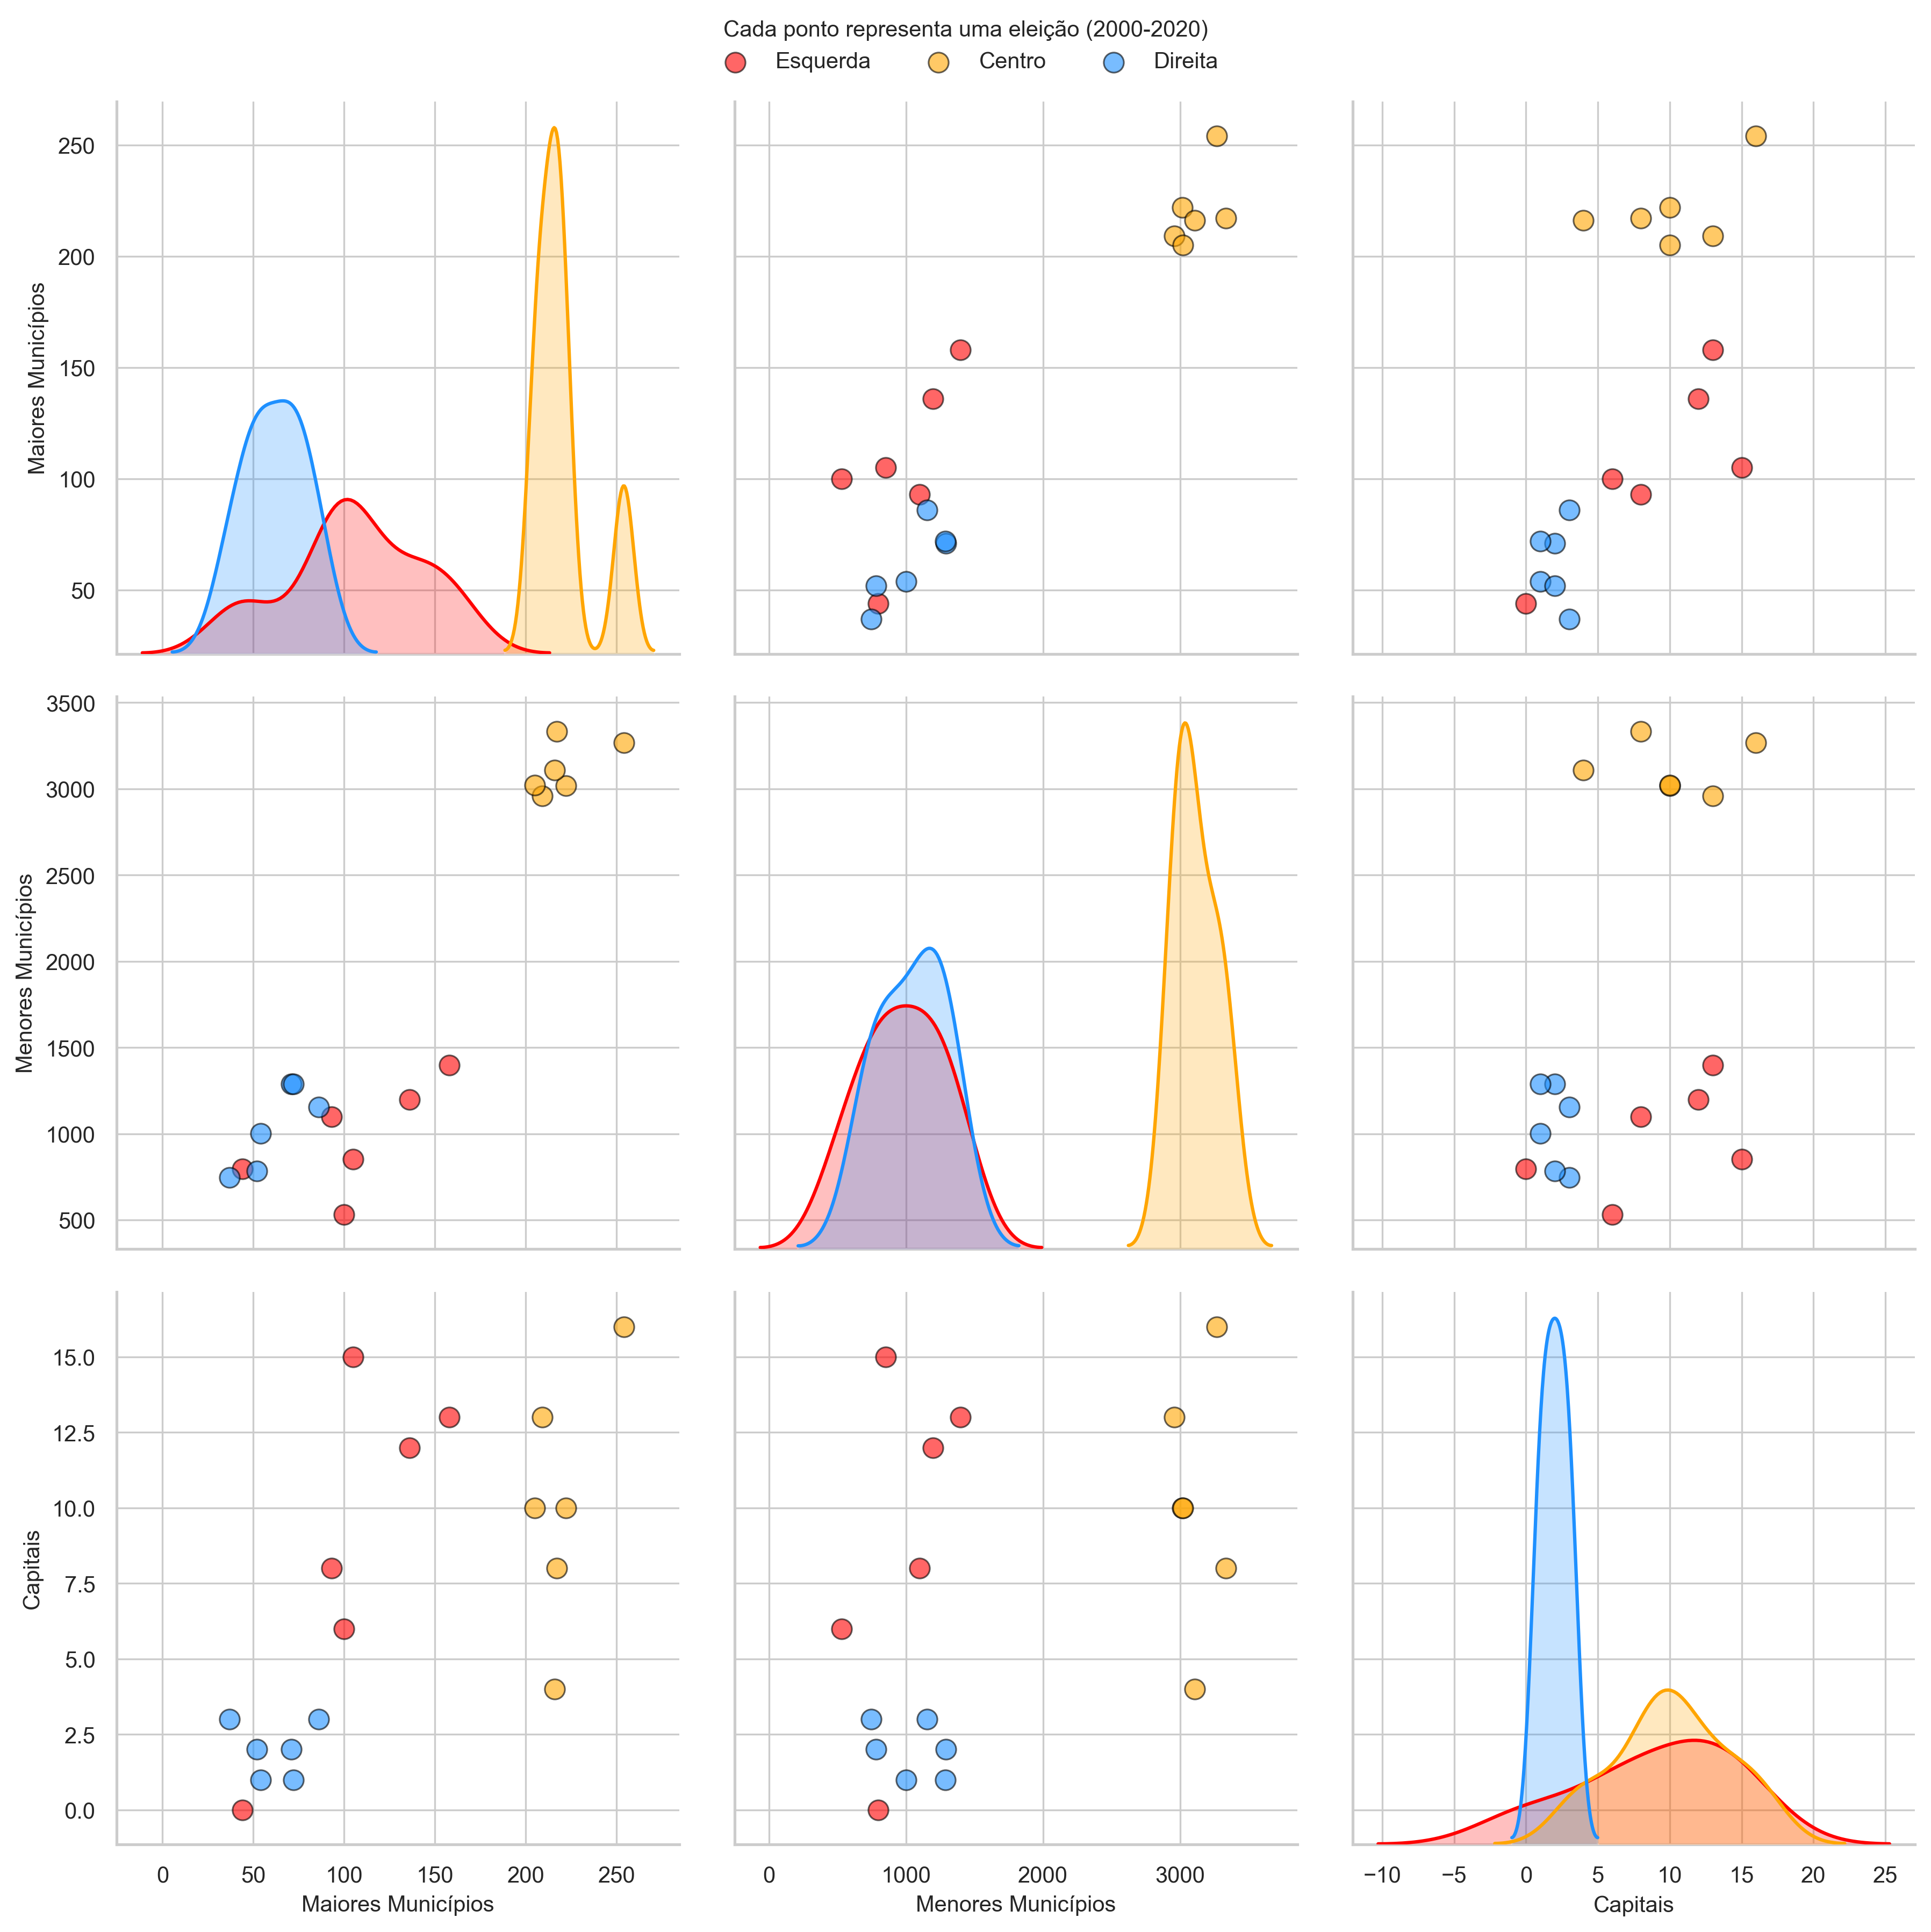 Cada ponto representa uma eleição (2000-2020)
Esquerda Centro Direita
250
200
150
100
50
Maiores Municípios
3500
3000
2500
2000
1500
1000
500
Menores Municípios
15.0
12.5
10.0
7.5
5.0
2.5
0.0
Capitais
0 50 100 150 200 250
Maiores Municípios
0 1000 2000 3000
Menores Municípios
−10 −5 0 5 10 15 20 25
Capitais